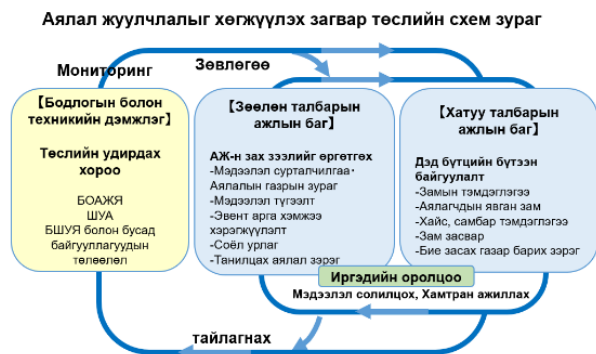 Аялал жуулчлалыг хөгжүүлэх загвар төслийн схем зураг
Мониторинг
Зөвлөгөө
【Бодлогын болон
техникийн дэмжлэг】
Төслийн удирдах
хороо
БОАЖЯ
ШУА
БШУЯ болон бусад
байгууллагуудын
төлөөлөл
【Зөөлөн талбарын
ажлын баг】
АЖ-н зах зээлийг өргөтгөх
-Мэдээлэл сурталчилгаа・
Аялалын газрын зураг
-Мэдээлэл түгээлт
-Эвент арга хэмжээ
хэрэгжүүлэлт
-Соёл урлаг
-Танилцах аялал зэрэг
【Хатуу талбарын
ажлын баг】
Дэд бүтцийн бүтээн
байгуулалт
-Замын тэмдэглэгээ
-Аялагчдын явган зам
-Хайс, самбар тэмдэглэгээ
-Зам засвар
-Бие засах газар барих зэрэг
Иргэдийн оролцоо
Мэдээлэл солилцох, Хамтран ажиллах
тайлагнах